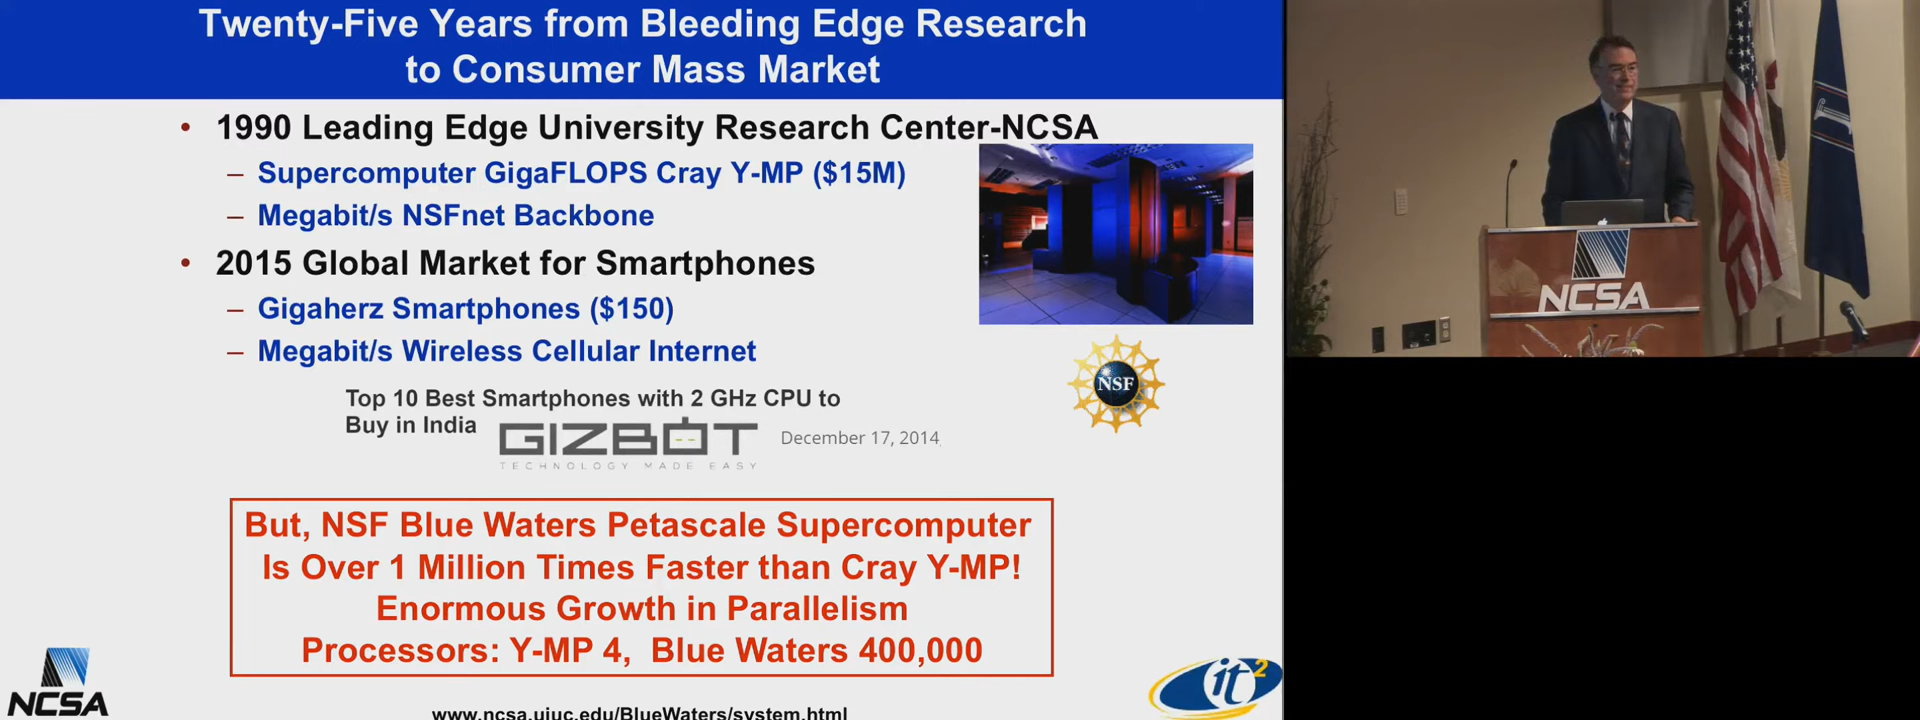 Twenty-Five Years from Bleeding Edge Research
to Consumer Mass Market
• 1990 Leading Edge University Research Center-NCSA
– Supercomputer GigaFLOPS Cray Y-MP ($15M)
– Megabit/s NSFnet Backbone
• 2015 Global Market for Smartphones
– Gigaherz Smartphones ($150)
– Megabit/s Wireless Cellular Internet
NSF
Top 10 Best Smartphones with 2 GHz CPU to
Buy in India
GIZBOT
TECHNOLOGY MADE EASY
December 17, 2014
But, NSF Blue Waters Petascale Supercomputer
Is Over 1 Million Times Faster than Cray Y-MP!
Enormous Growth in Parallelism
Processors: Y-MP 4, Blue Waters 400,000
NCSA
www.ncsa.uiuc.edu/BlueWaters/system.html
it2
NCSA